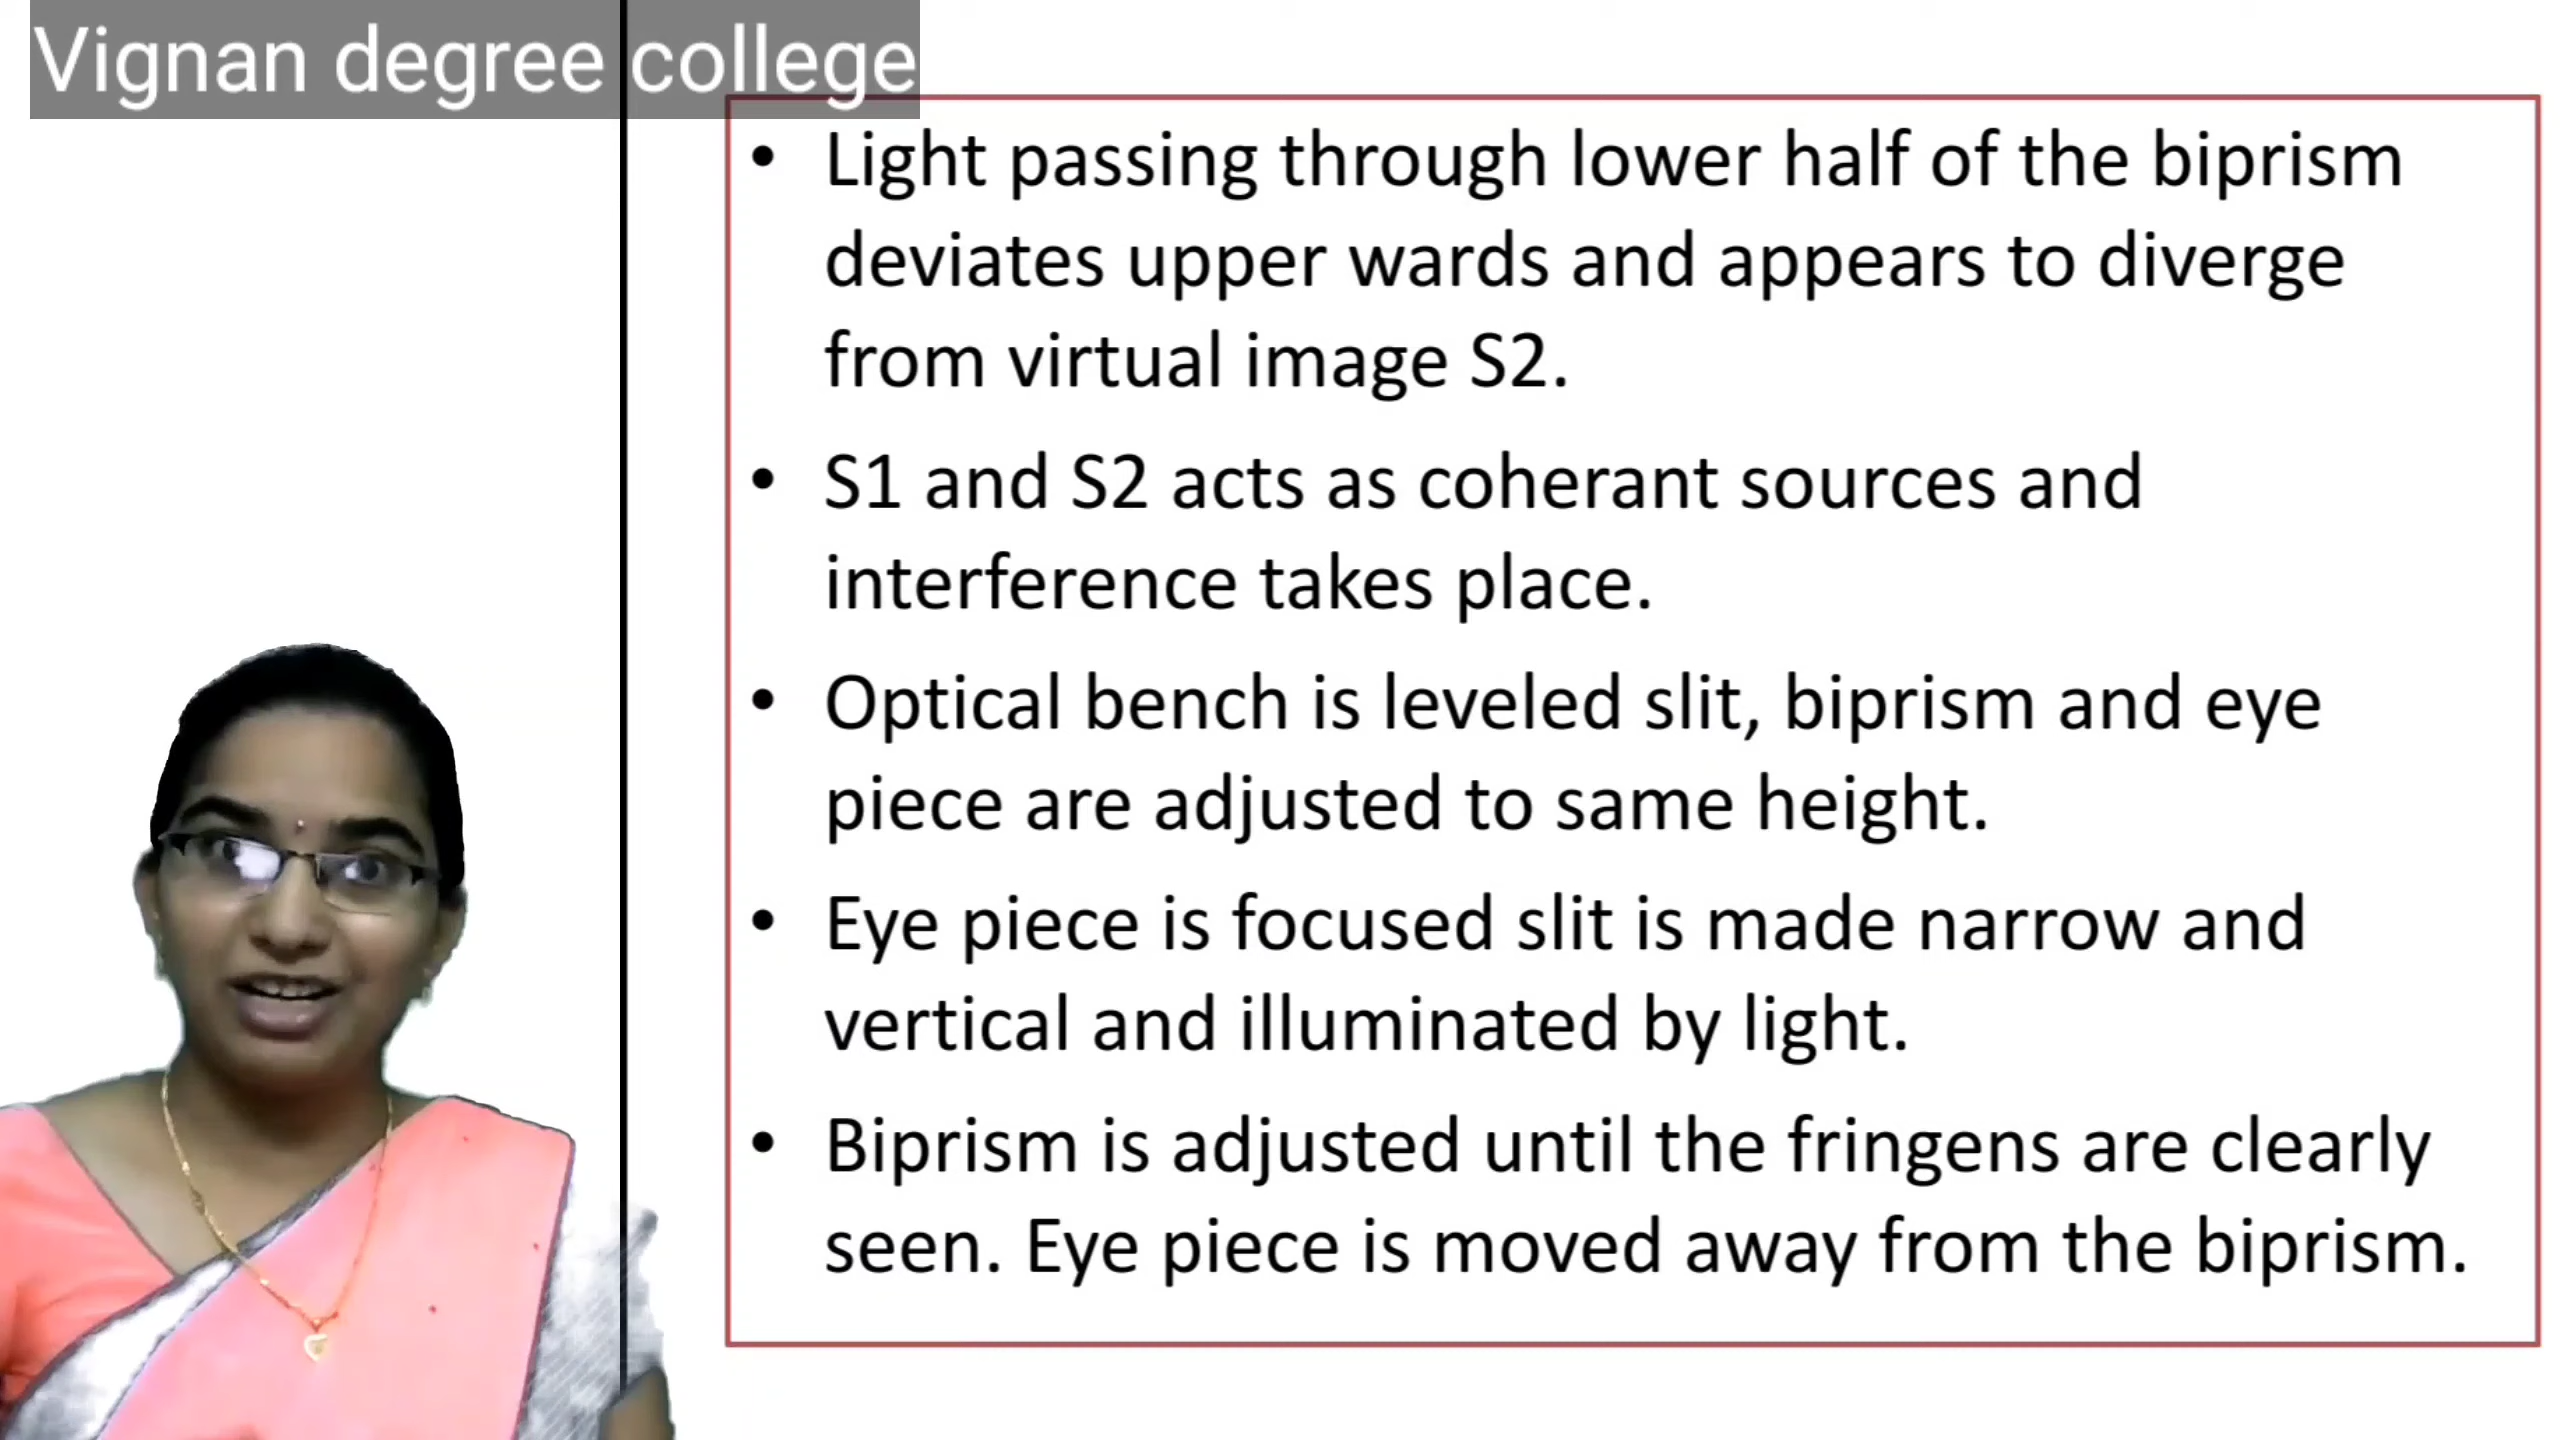 Vignan degree college
• Light passing through lower half of the biprism
deviates upper wards and appears to diverge
from virtual image S2.
• S1 and S2 acts as coherant sources and
interference takes place.
• Optical bench is leveled slit, biprism and eye
piece are adjusted to same height.
• Eye piece is focused slit is made narrow and
vertical and illuminated by light.
• Biprism is adjusted until the fringens are clearly
seen. Eye piece is moved away from the biprism.